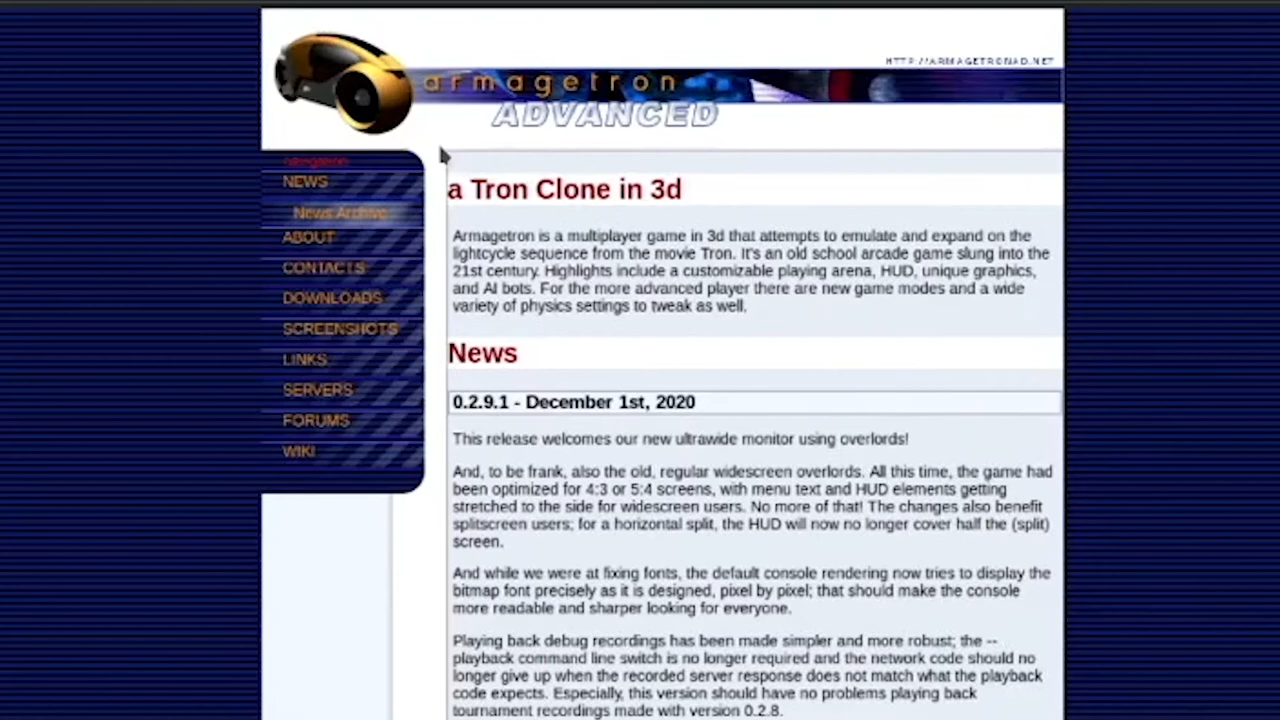 HTTP://ARMAGETRONAD.NET
armagetron
ADVANCED
NEWS
News Archive
ABOUT
CONTACTS
DOWNLOADS
SCREENSHOTS
LINKS
SERVERS
FORUMS
WIKI
a Tron Clone in 3d
Armagetron is a multiplayer game in 3d that attempts to emulate and expand on the
lightcycle sequence from the movie Tron. It's an old school arcade game slung into the
21st century. Highlights include a customizable playing arena, HUD, unique graphics,
and AI bots. For the more advanced player there are new game modes and a wide
variety of physics settings to tweak as well.
News
0.2.9.1 - December 1st, 2020
This release welcomes our new ultrawide monitor using overlords!
And, to be frank, also the old, regular widescreen overlords. All this time, the game had
been optimized for 4:3 or 5:4 screens, with menu text and HUD elements getting
stretched to the side for widescreen users. No more of that! The changes also benefit
splitscreen users; for a horizontal split, the HUD will now no longer cover half the (split)
screen.
And while we were at fixing fonts, the default console rendering now tries to display the
bitmap font precisely as it is designed, pixel by pixel; that should make the console
more readable and sharper looking for everyone.
Playing back debug recordings has been made simpler and more robust; the --
playback command line switch is no longer required and the network code should no
longer give up when the recorded server response does not match what the playback
code expects. Especially, this version should have no problems playing back
tournament recordings made with version 0.2.8.